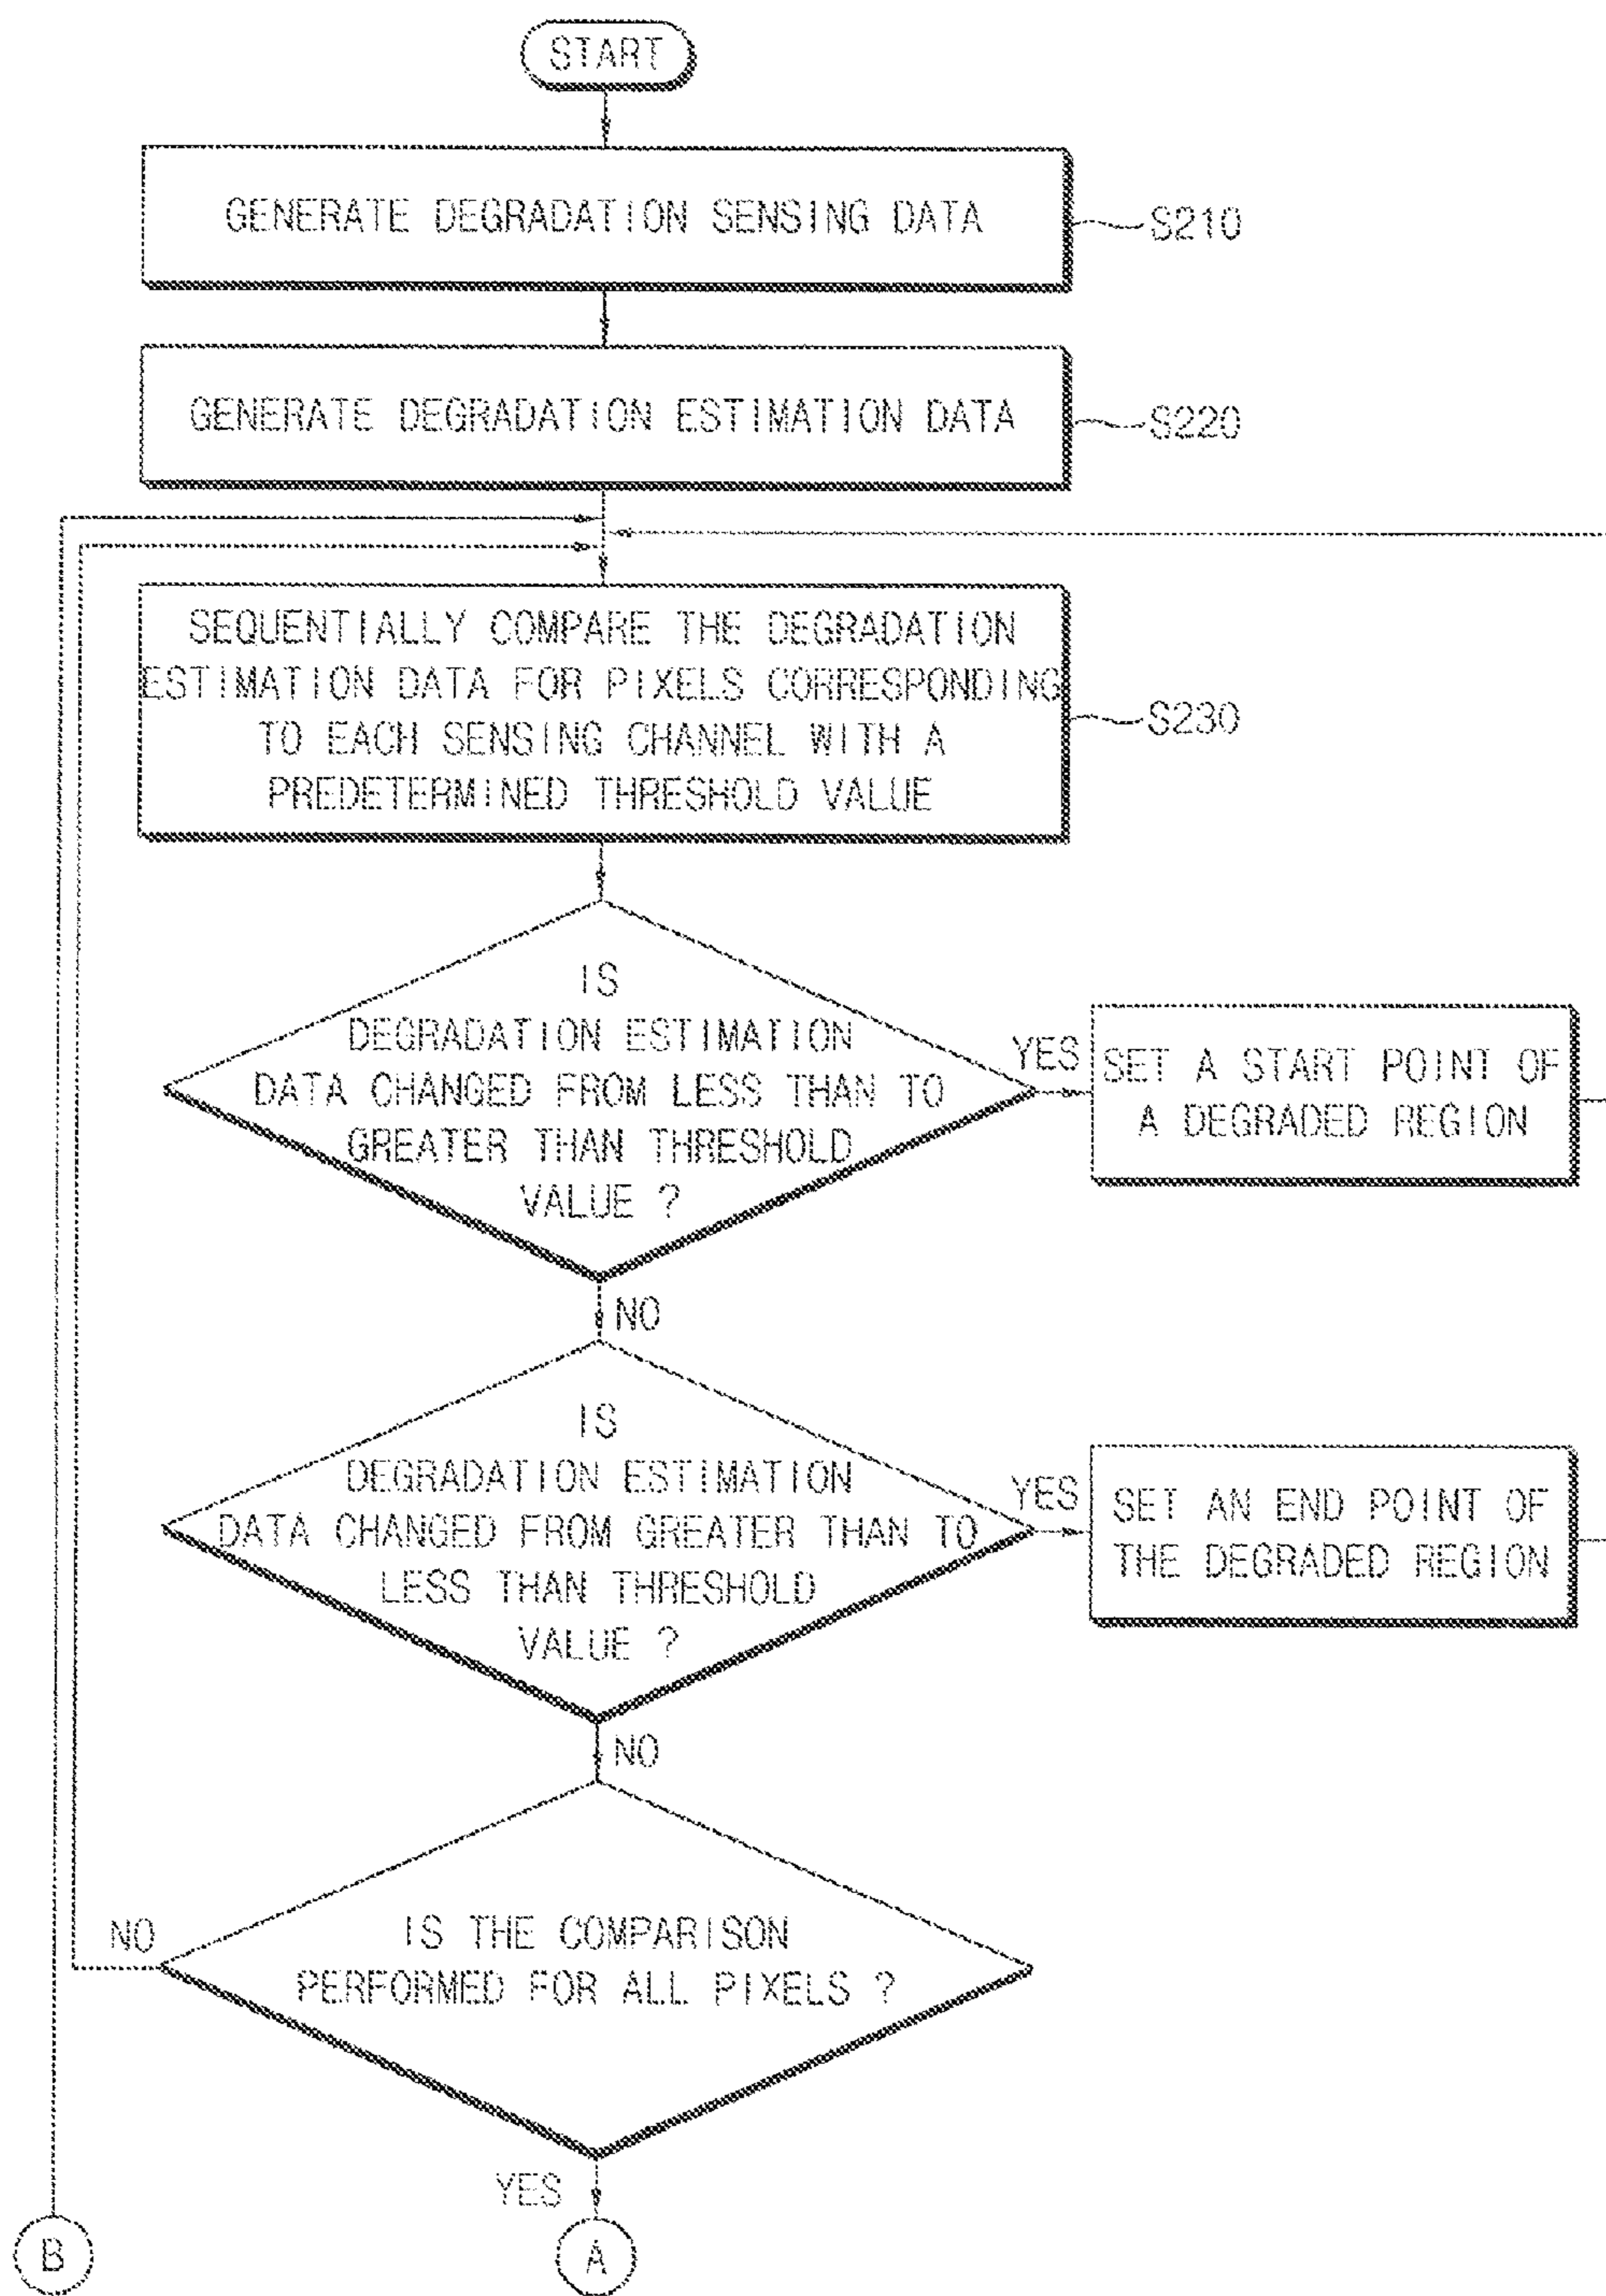 START
GENERATE DEGRADATION SENSING DATA
S210
GENERATE DEGRADATION ESTIMATION DATA
S220
SEQUENTIALLY COMPARE THE DEGRADATION
ESTIMATION DATA FOR PIXELS CORRESPONDING
TO EACH SENSING CHANNEL WITH A
PREDETERMINED THRESHOLD VALUE
S230
IS
DEGRADATION ESTIMATION
DATA CHANGED FROM LESS THAN TO
GREATER THAN THRESHOLD
VALUE ?
YES
SET A START POINT OF
A DEGRADED REGION
NO
IS
DEGRADATION ESTIMATION
DATA CHANGED FROM GREATER THAN TO
LESS THAN THRESHOLD
VALUE ?
YES
SET AN END POINT OF
THE DEGRADED REGION
NO
IS THE COMPARISON
PERFORMED FOR ALL PIXELS ?
NO
YES
B
A